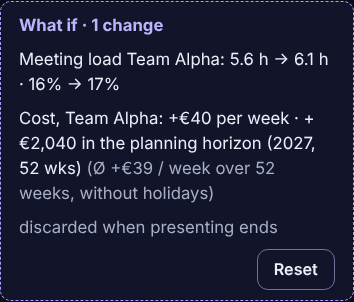 What if · 1 change
Meeting load Team Alpha: 5.6 h → 6.1 h
· 16% → 17%
Cost, Team Alpha: +€40 per week · +
€2,040 in the planning horizon (2027,
52 wks) (Ø +€39 / week over 52
weeks, without holidays)
discarded when presenting ends
Reset